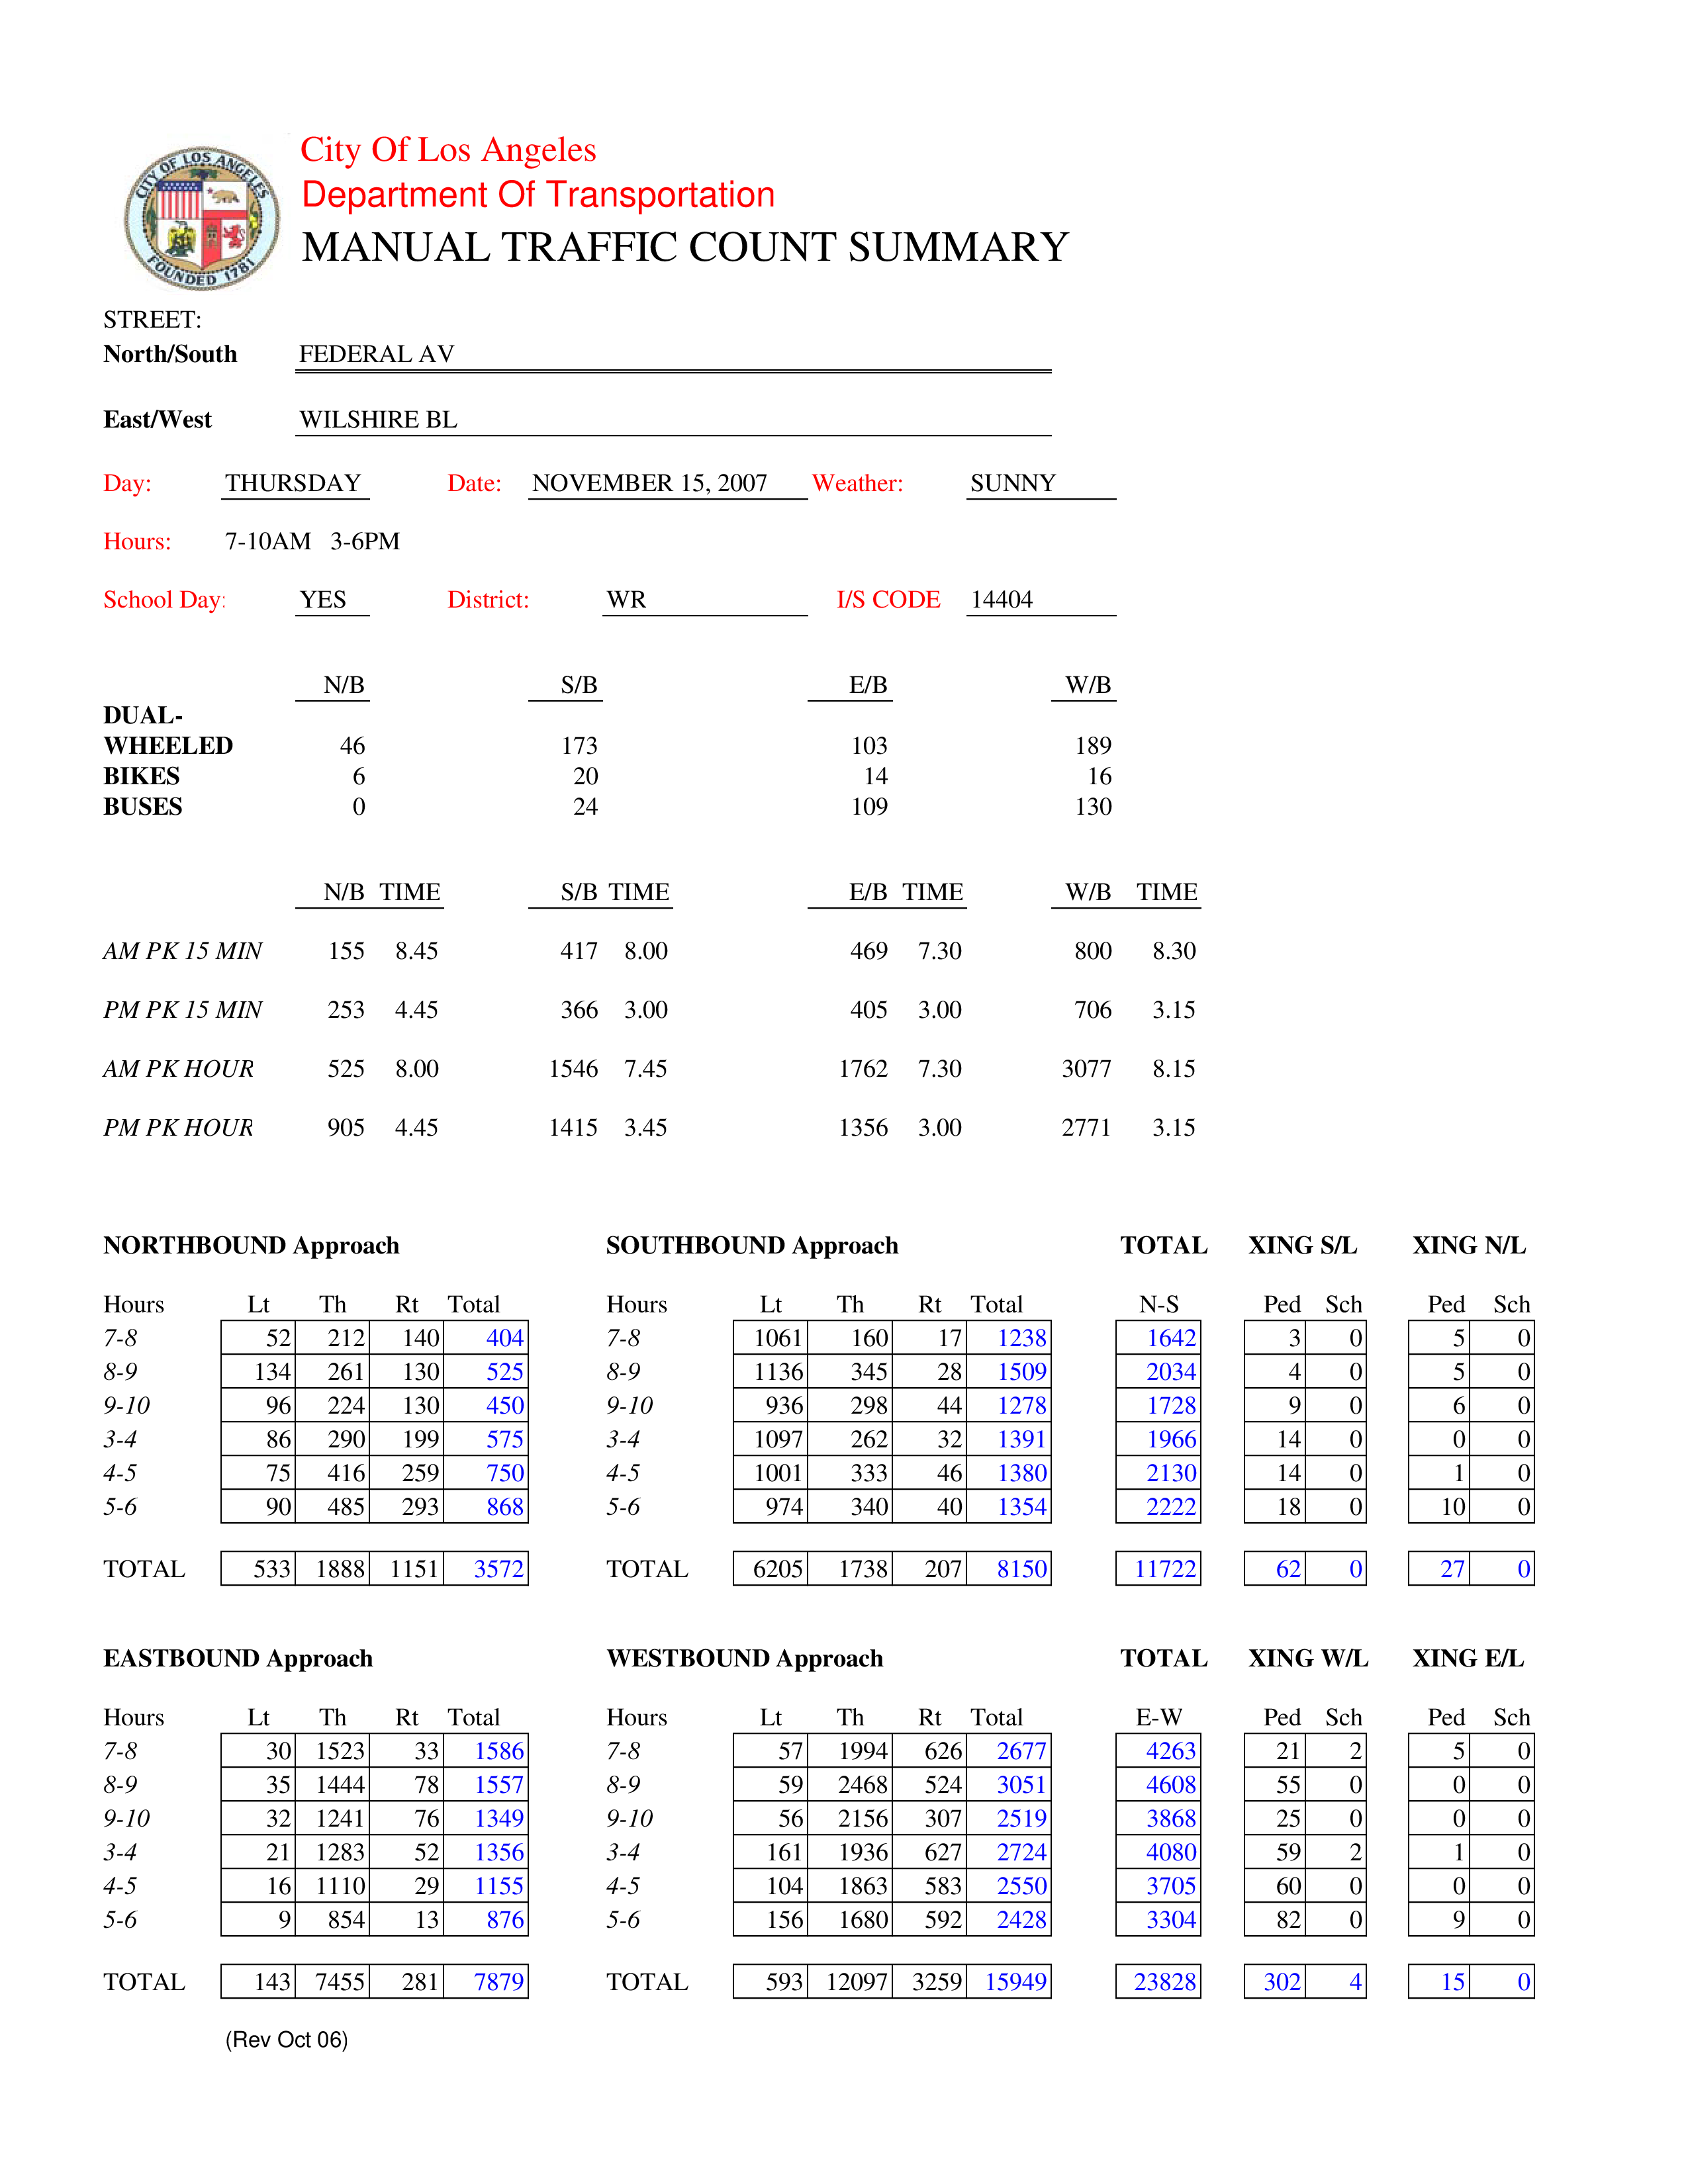 CITY OF LOS ANGELES
FOUNDED 1781
City Of Los Angeles
Department Of Transportation
MANUAL TRAFFIC COUNT SUMMARY
STREET:
North/South FEDERAL AV
East/West WILSHIRE BL
Day: THURSDAY Date: NOVEMBER 15, 2007 Weather: SUNNY
Hours: 7-10AM 3-6PM
School Day: YES District: WR I/S CODE 14404
N/B S/B E/B W/B
DUAL-
WHEELED 46 173 103 189
BIKES 6 20 14 16
BUSES 0 24 109 130
N/B TIME S/B TIME E/B TIME W/B TIME
AM PK 15 MIN 155 8.45 417 8.00 469 7.30 800 8.30
PM PK 15 MIN 253 4.45 366 3.00 405 3.00 706 3.15
AM PK HOUR 525 8.00 1546 7.45 1762 7.30 3077 8.15
PM PK HOUR 905 4.45 1415 3.45 1356 3.00 2771 3.15
NORTHBOUND Approach SOUTHBOUND Approach TOTAL XING S/L XING N/L
Hours Lt Th Rt Total Hours Lt Th Rt Total N-S Ped Sch Ped Sch
7-8 52 212 140 404 7-8 1061 160 17 1238 1642 3 0 5 0
8-9 134 261 130 525 8-9 1136 345 28 1509 2034 4 0 5 0
9-10 96 224 130 450 9-10 936 298 44 1278 1728 9 0 6 0
3-4 86 290 199 575 3-4 1097 262 32 1391 1966 14 0 0 0
4-5 75 416 259 750 4-5 1001 333 46 1380 2130 14 0 1 0
5-6 90 485 293 868 5-6 974 340 40 1354 2222 18 0 10 0
TOTAL 533 1888 1151 3572 TOTAL 6205 1738 207 8150 11722 62 0 27 0
EASTBOUND Approach WESTBOUND Approach TOTAL XING W/L XING E/L
Hours Lt Th Rt Total Hours Lt Th Rt Total E-W Ped Sch Ped Sch
7-8 30 1523 33 1586 7-8 57 1994 626 2677 4263 21 2 5 0
8-9 35 1444 78 1557 8-9 59 2468 524 3051 4608 55 0 0 0
9-10 32 1241 76 1349 9-10 56 2156 307 2519 3868 25 0 0 0
3-4 21 1283 52 1356 3-4 161 1936 627 2724 4080 59 2 1 0
4-5 16 1110 29 1155 4-5 104 1863 583 2550 3705 60 0 0 0
5-6 9 854 13 876 5-6 156 1680 592 2428 3304 82 0 9 0
TOTAL 143 7455 281 7879 TOTAL 593 12097 3259 15949 23828 302 4 15 0
(Rev Oct 06)